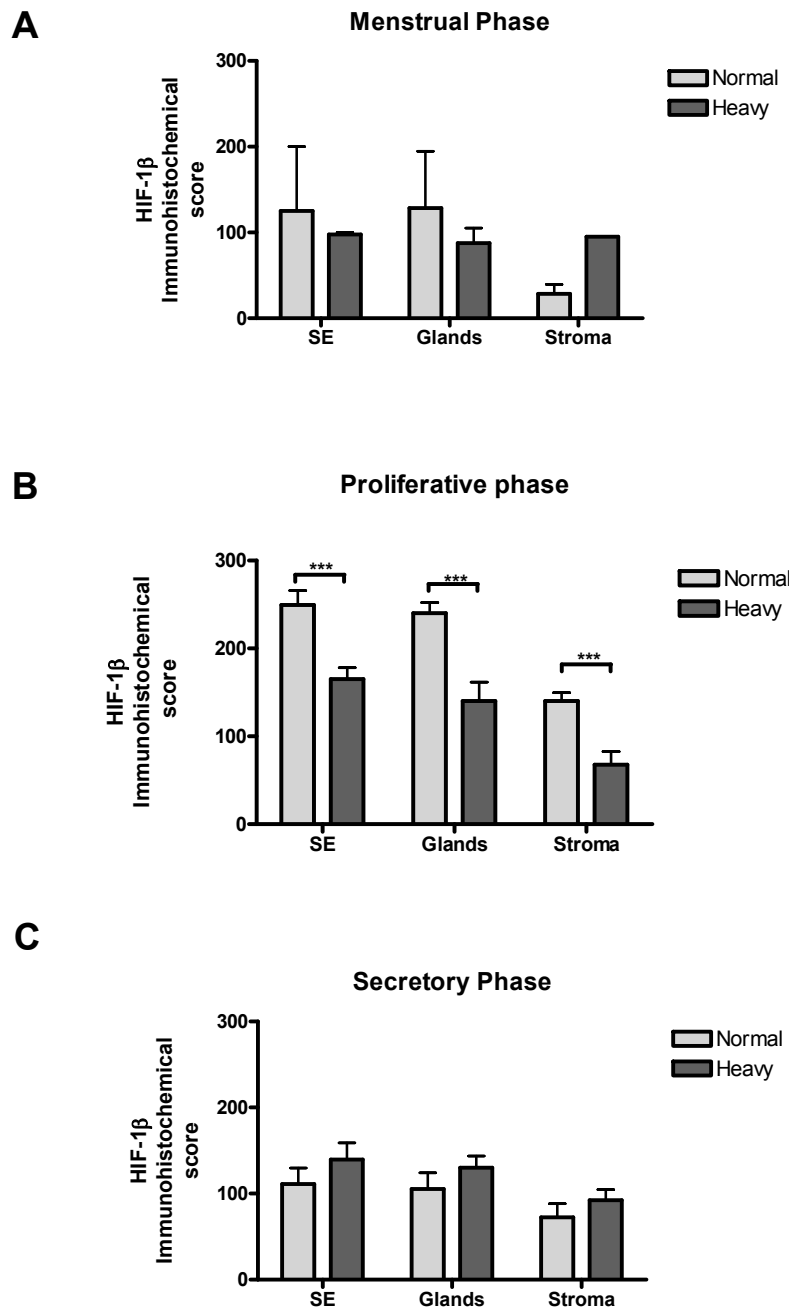 A
Menstrual Phase
300
200
100
0
HIF-1β
Immunohistochemical
score
Normal
Heavy
SE Glands Stroma
B
Proliferative phase
300
200
100
0
HIF-1β
Immunohistochemical
score
***
***
***
Normal
Heavy
SE Glands Stroma
C
Secretory Phase
300
200
100
0
HIF-1β
Immunohistochemical
score
Normal
Heavy
SE Glands Stroma